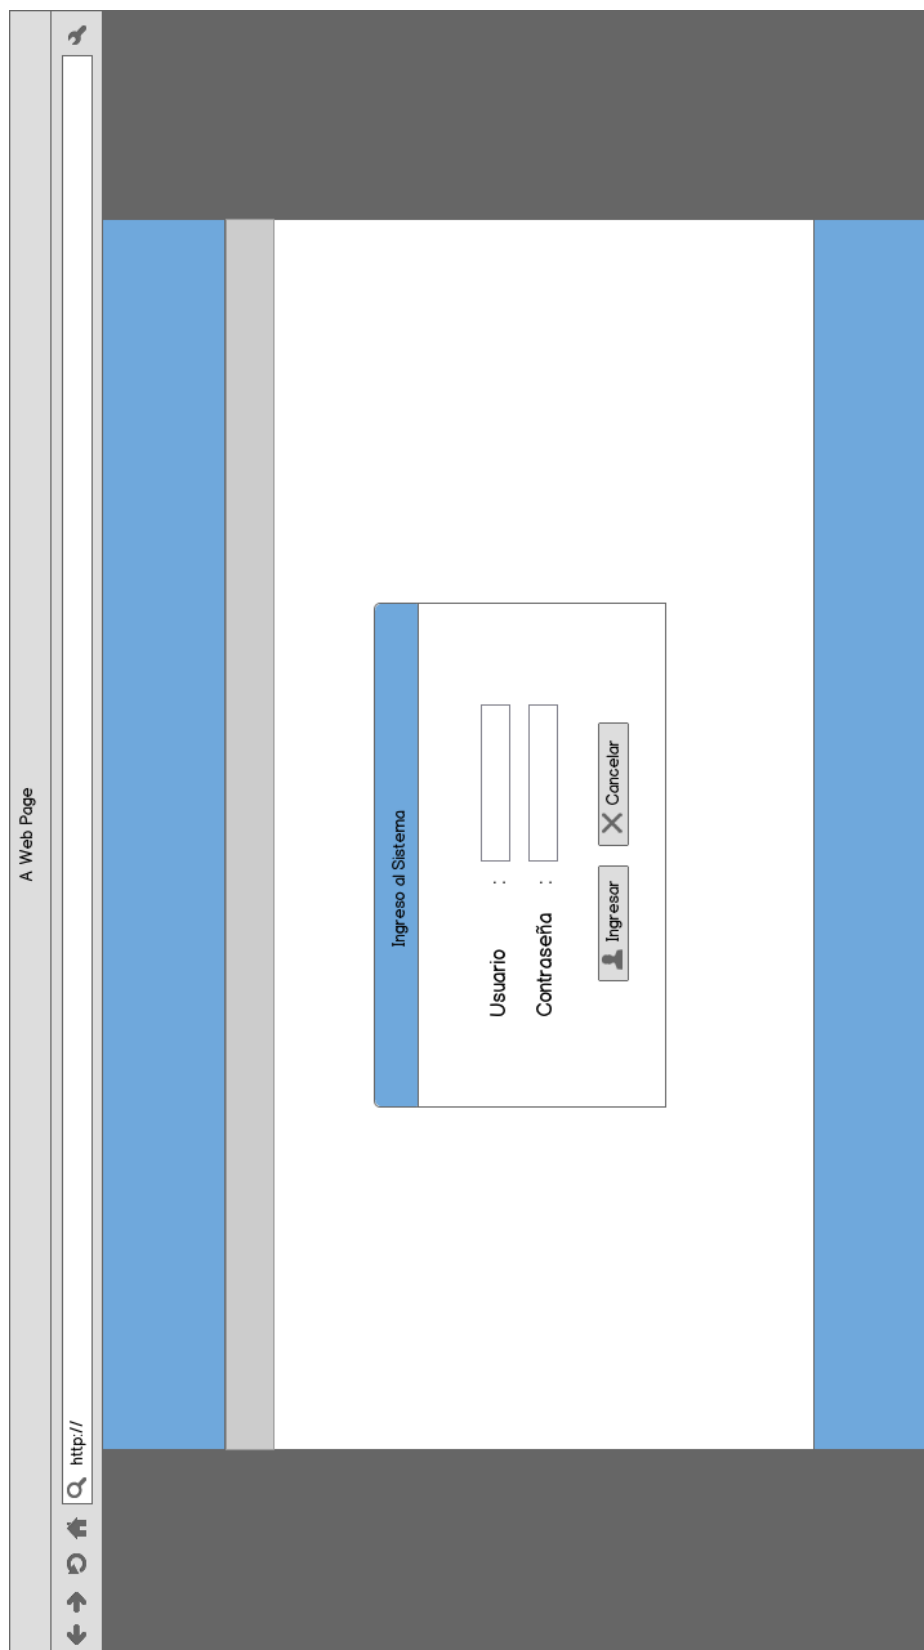 A Web Page
http://
Ingreso al Sistema
Usuario :
Contraseña :
Ingresar Cancelar